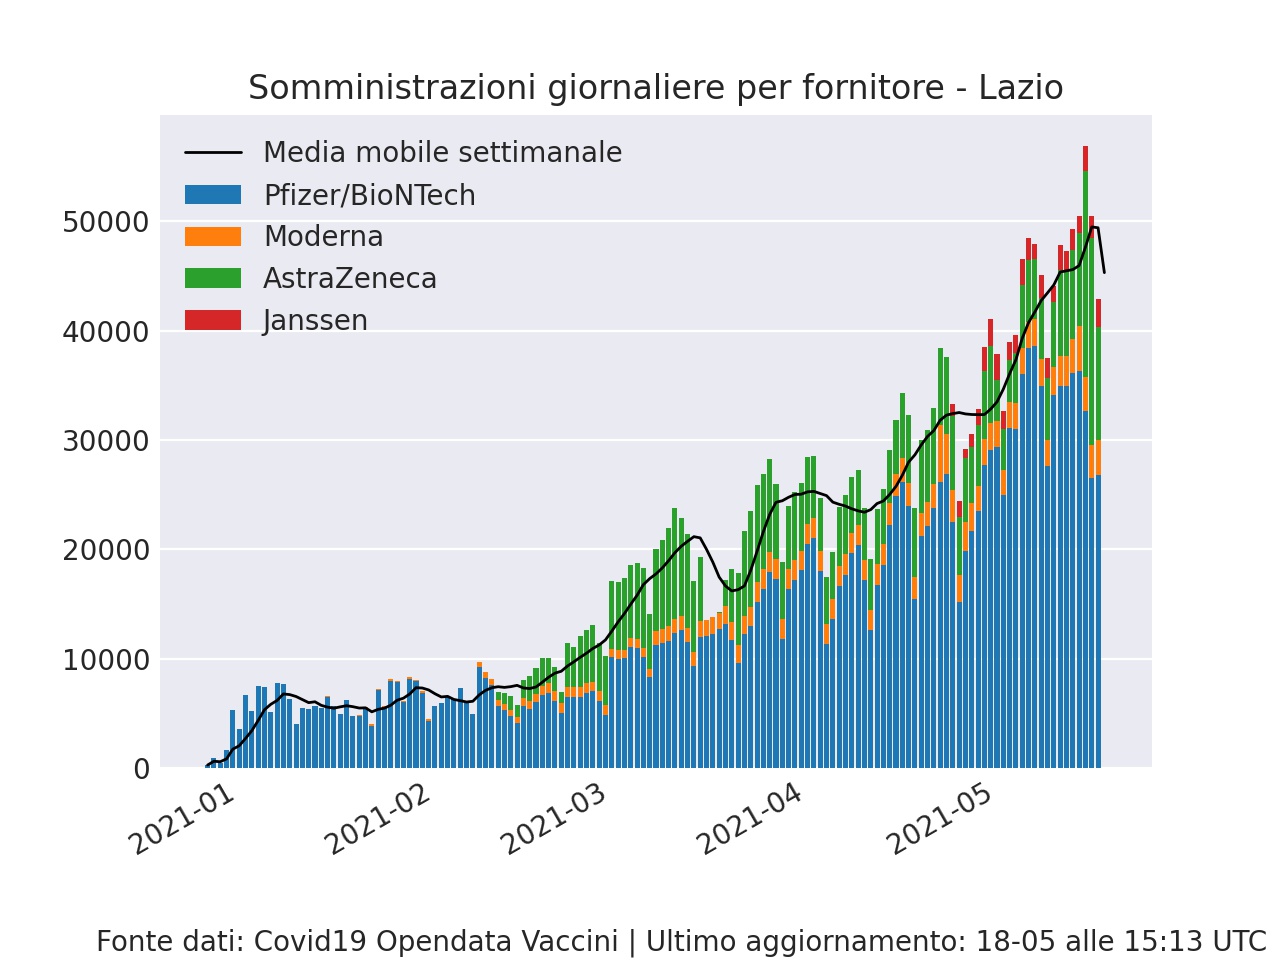 Somministrazioni giornaliere per fornitore - Lazio
Media mobile settimanale
Pfizer/BioNTech
Moderna
AstraZeneca
Janssen
50000
40000
30000
20000
10000
0
2021-01
2021-02
2021-03
2021-04
2021-05
Fonte dati: Covid19 Opendata Vaccini | Ultimo aggiornamento: 18-05 alle 15:13 UTC